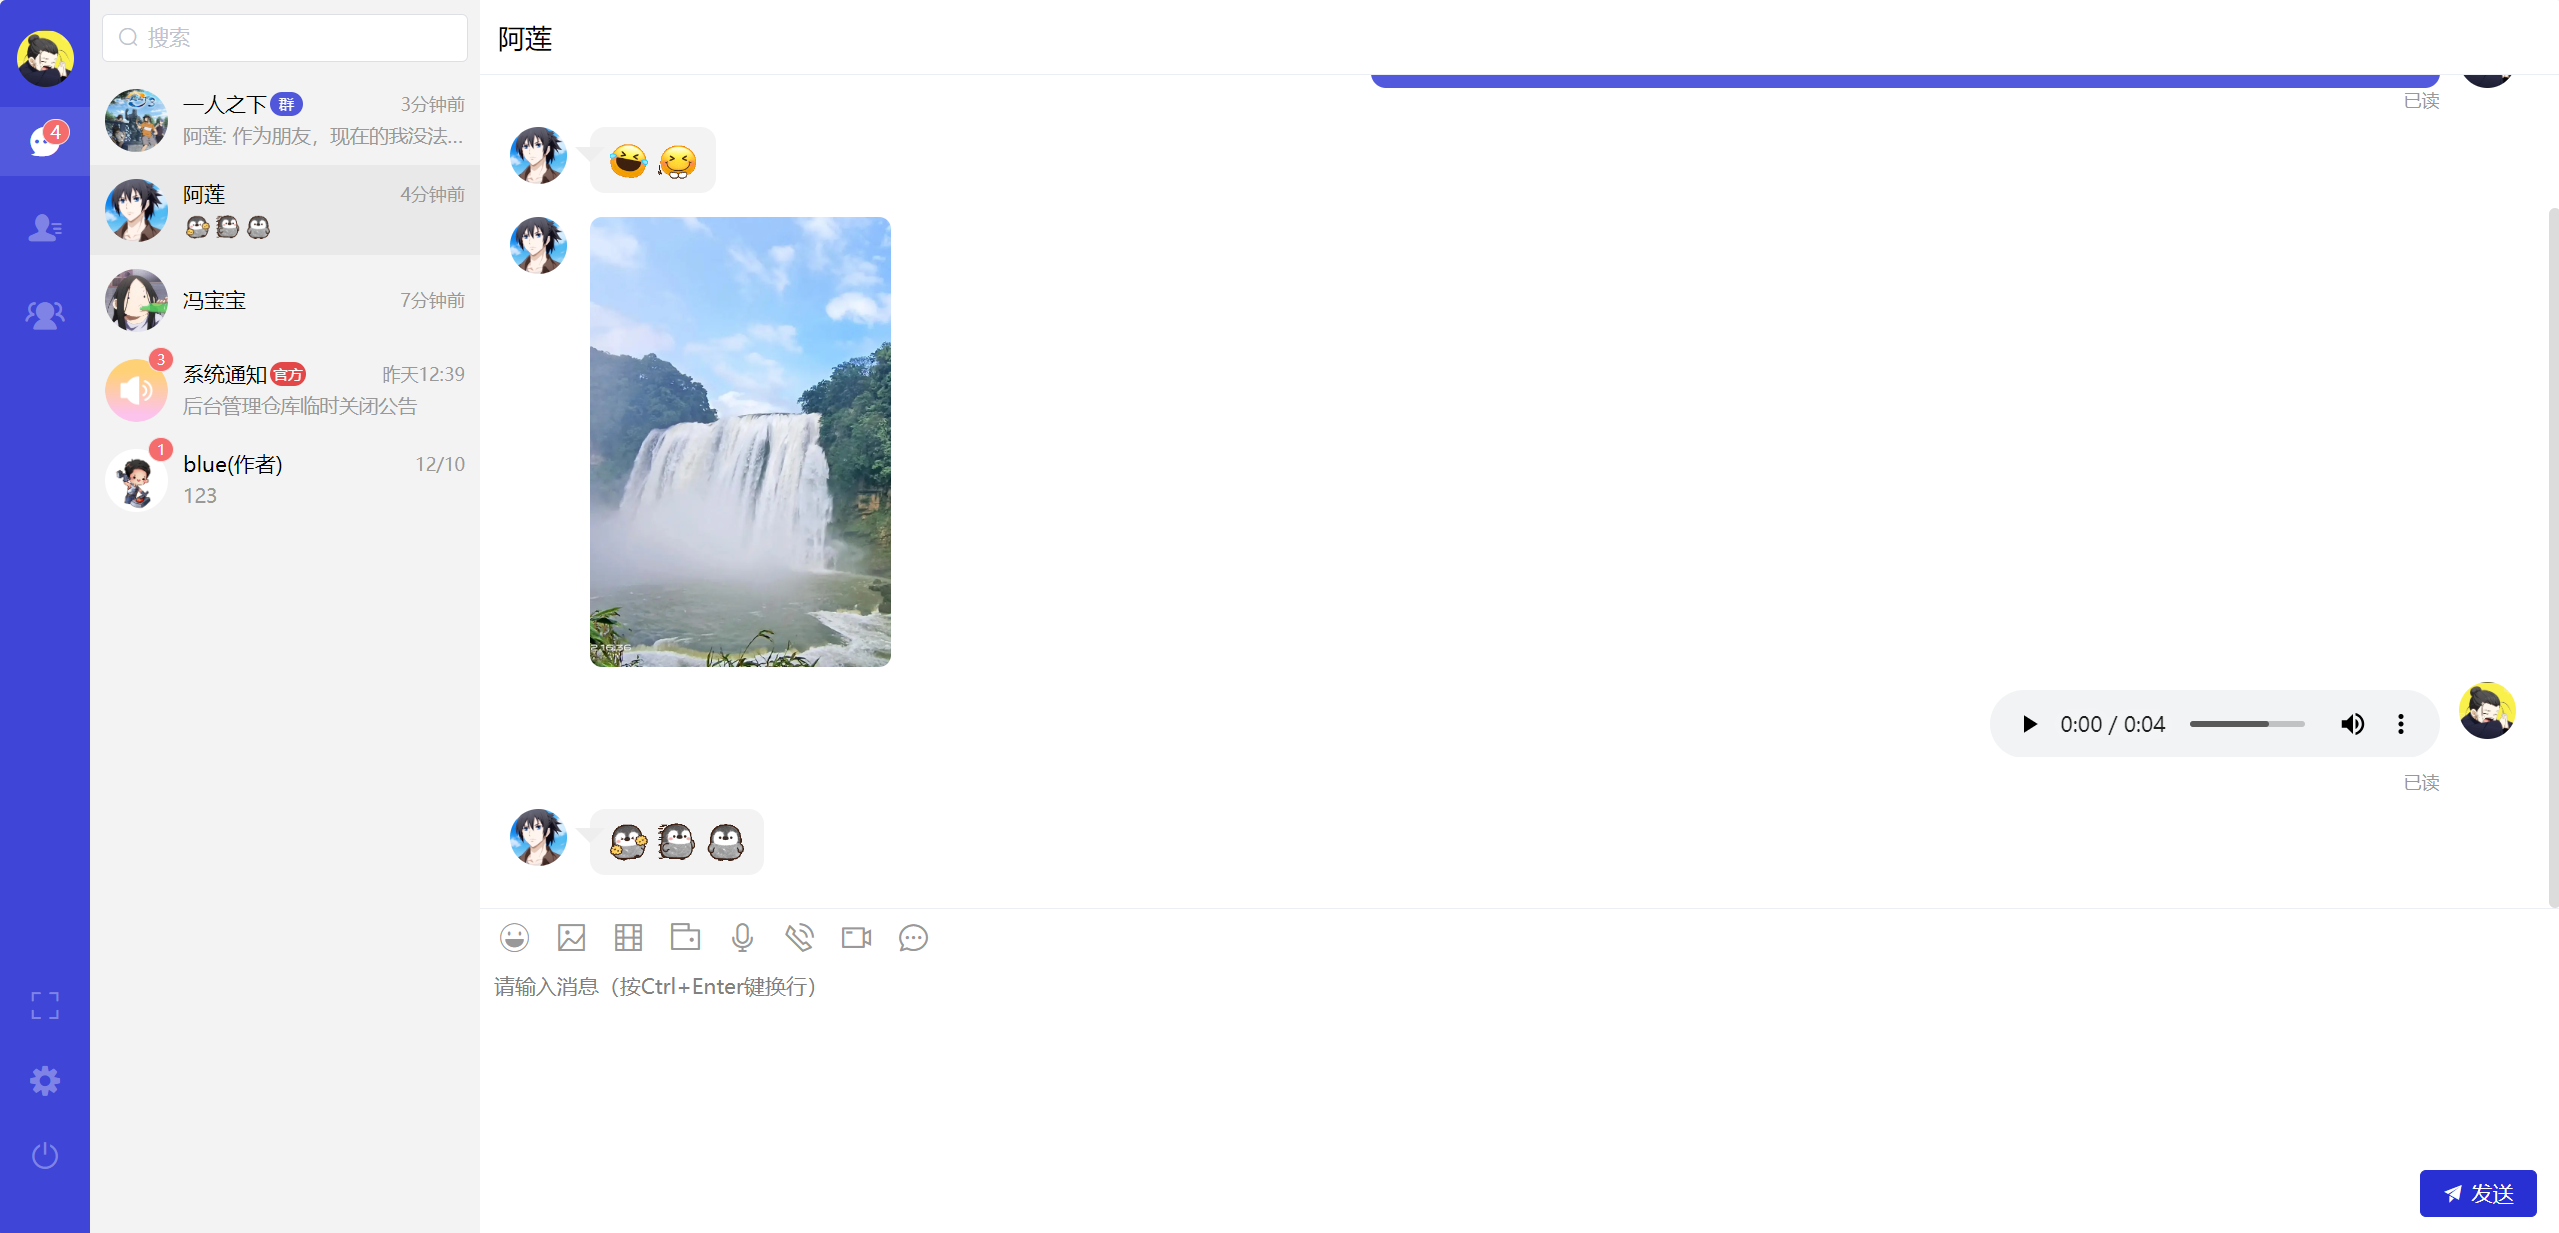 搜索
4
一人之下 群 3分钟前
阿莲: 作为朋友，现在的我没法...
阿莲 4分钟前
冯宝宝 7分钟前
3
系统通知 官方 昨天12:39
后台管理仓库临时关闭公告
1
blue(作者) 12/10
123
阿莲
已读
0:00 / 0:04
已读
请输入消息（按Ctrl+Enter键换行）
发送